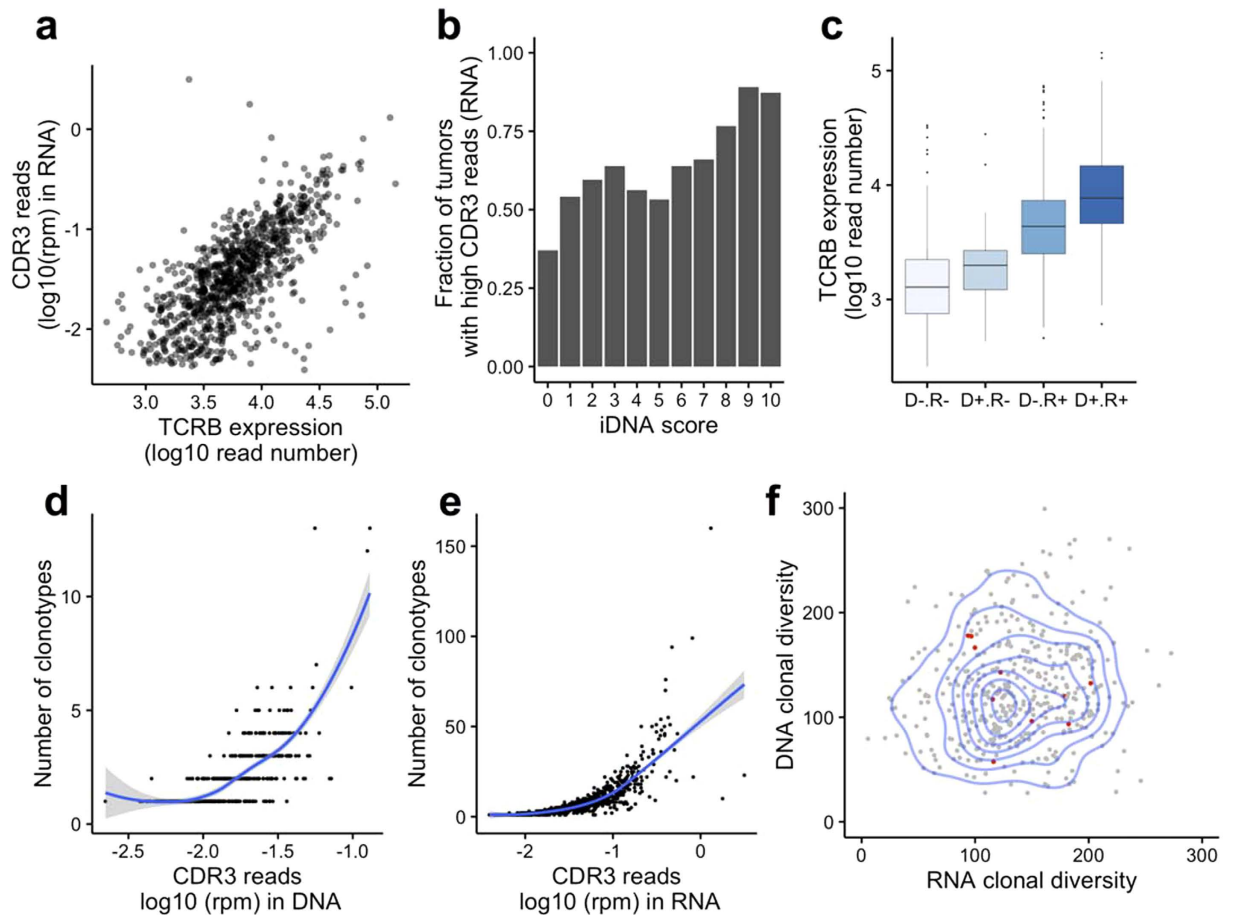 a
CDR3 reads
(log10(rpm) in RNA)
0
-1
-2
3.0 3.5 4.0 4.5 5.0
TCRB expression
(log10 read number)
b
Fraction of tumors
with high CDR3 reads (RNA)
1.00
0.75
0.50
0.25
0.00
0 1 2 3 4 5 6 7 8 9 10
iDNA score
c
TCRB expression
(log10 read number)
5
4
3
D-.R- D+.R- D-.R+ D+.R+
d
Number of clonotypes
10
5
0
-2.5 -2.0 -1.5 -1.0
CDR3 reads
log10 (rpm) in DNA
e
Number of clonotypes
150
100
50
0
-2 -1 0
CDR3 reads
log10 (rpm) in RNA
f
DNA clonal diversity
300
200
100
0
0 100 200 300
RNA clonal diversity